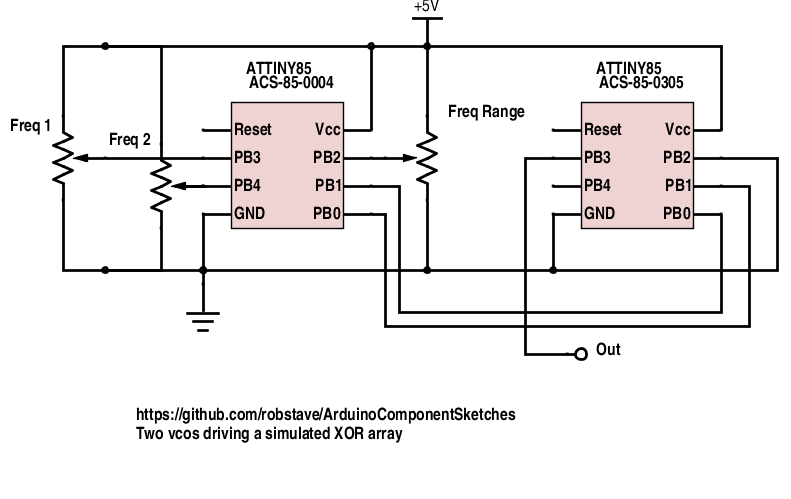 +5V
ATTINY85
ACS-85-0004
ATTINY85
ACS-85-0305
Freq 1
Freq 2
Freq Range
Reset
Vcc
PB3
PB2
PB4
PB1
GND
PB0
Reset
Vcc
PB3
PB2
PB4
PB1
GND
PB0
Out
https://github.com/robstave/ArduinoComponentSketches
Two vcos driving a simulated XOR array